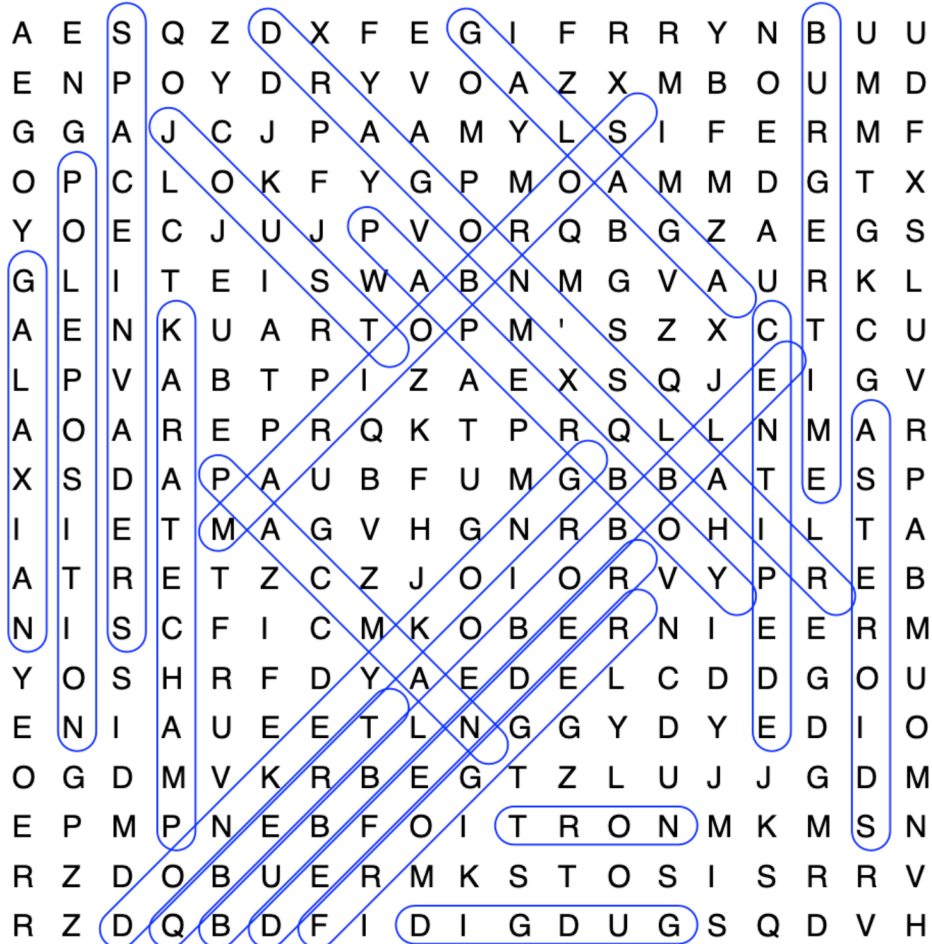 A E S Q Z D X F E G I F R R Y N B U U
E N P O Y D R Y V O A Z X M B O U M D
G G A J C J P A A M Y L S I F E R M F
O P C L O K F Y G P M O A M M D G T X
Y O E C J U J P V O R Q B G Z A E G S
G L I T E I S W A B N M G V A U R K L
A E N K U A R T O P M ' S Z X C T C U
L P V A B T P I Z A E X S Q J E I G V
A O A R E P R Q K T P R Q L L N M A R
X S D A P A U B F U M G B B A T E S P
I I E T M A G V H G N R B O H I L T A
A T R E T Z C Z J O I O R V Y P R E B
N I S C F I C M K O B E R N I E E R M
Y O S H R F D Y A E D E L C D D G O U
E N I A U E E T L N G G Y D Y E D I O
O G D M V K R B E G T Z L U J J G D M
E P M P N E B F O I T R O N M K M S N
R Z D O B U E R M K S T O S I S R R V
R Z D Q B D F I D I G D U G S Q D V H